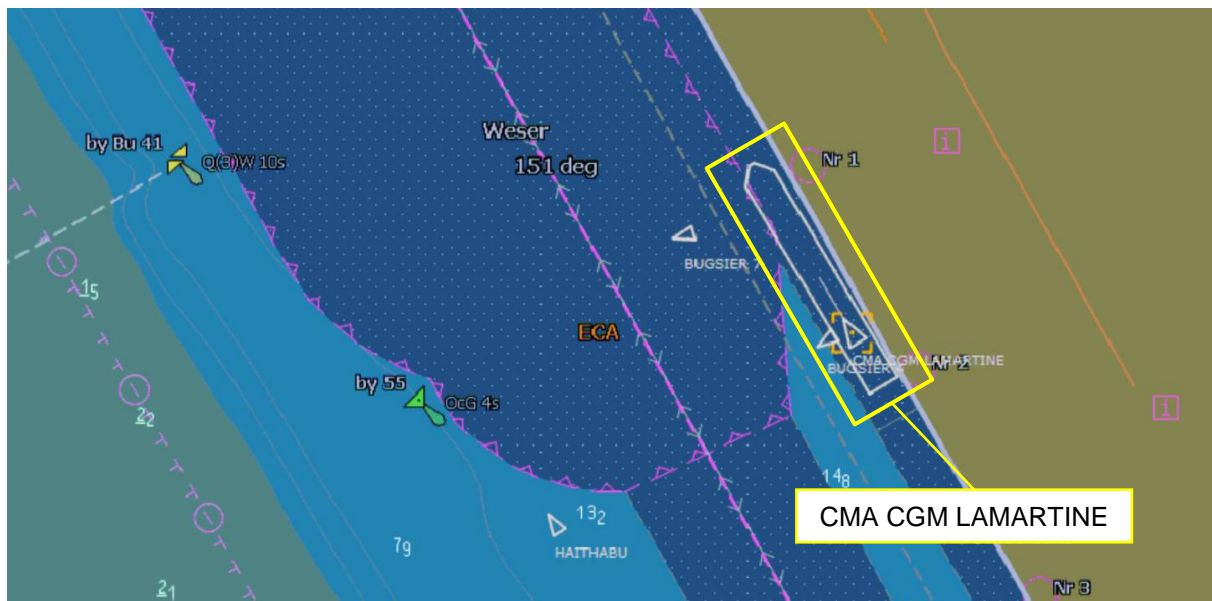 by Bu 41
Q(3)W 10s
Weser
151 deg
Nr 1
i
BUGSIER 7
ECA
CMA CGM LAMARTINE
BUGSIER
Nr 2
by 55
OcG 4s
i
15
22
148
132
HAITHABU
79
21
Nr 3
CMA CGM LAMARTINE